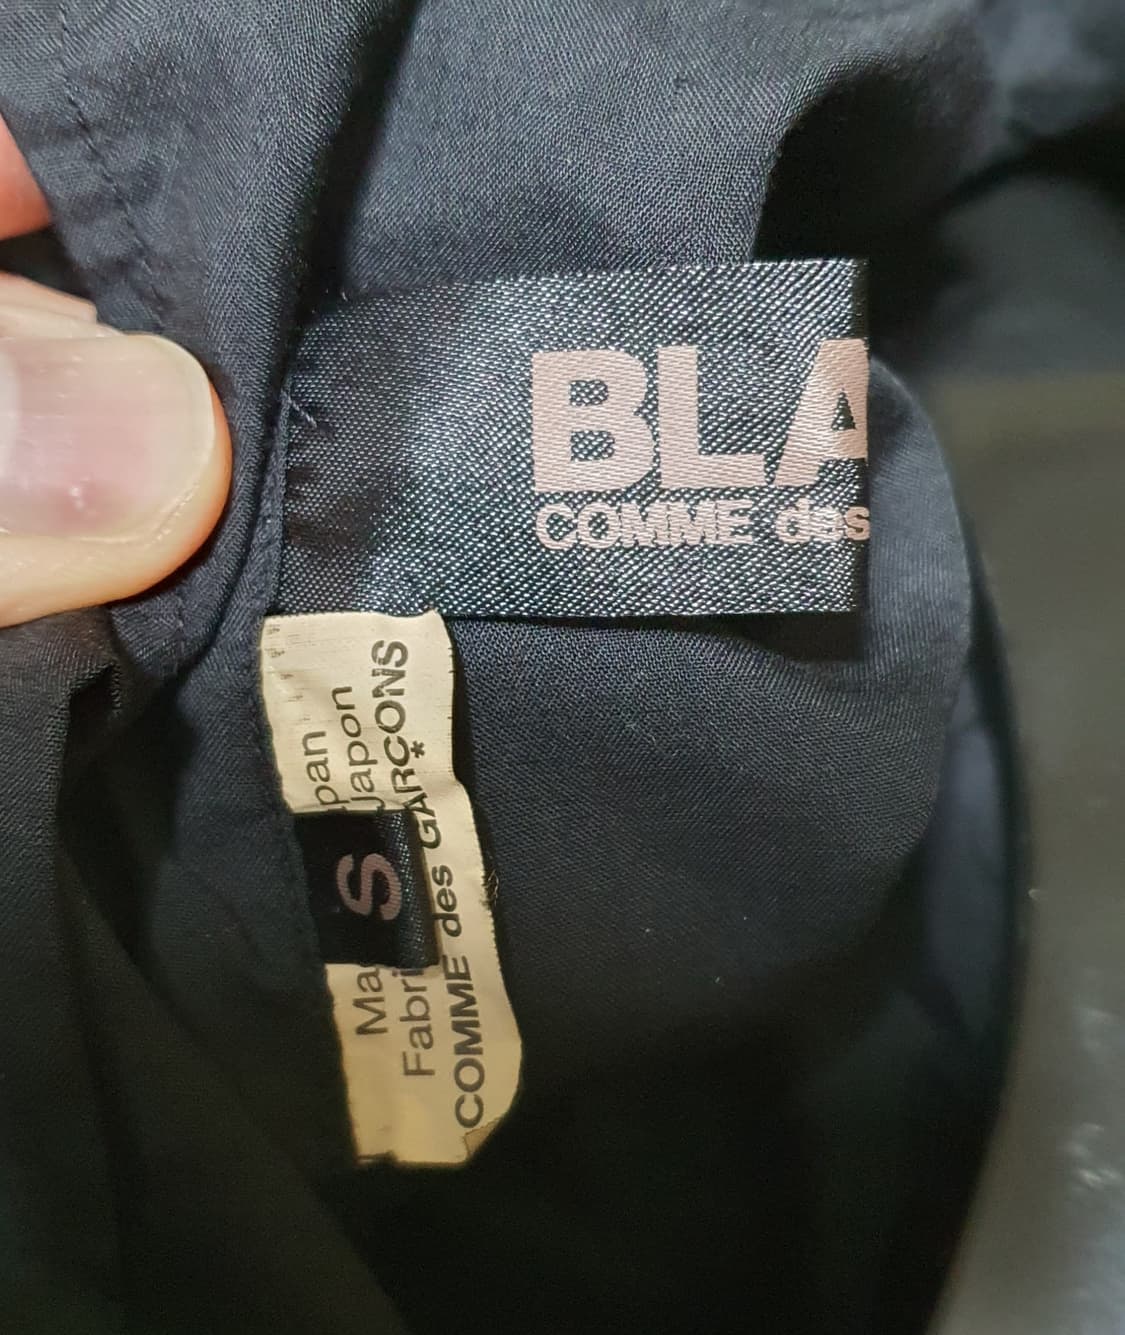 BLA
COMME des
S
Ma pan
Fabri Japon
COMME des GARÇONS
*